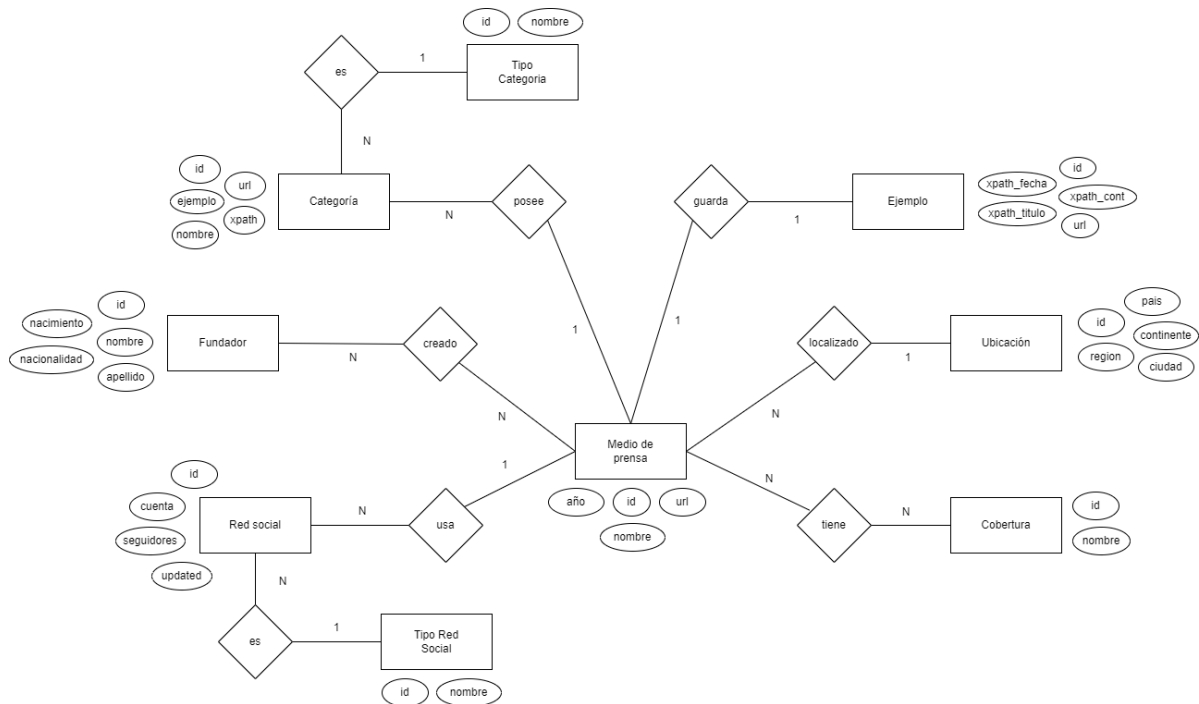 id
nombre
Tipo
Categoria
1
es
N
id
url
ejemplo
xpath
nombre
Categoría
N
posee
1
guarda
1
1
Ejemplo
xpath_fecha
id
xpath_cont
xpath_titulo
url
id
nacimiento
nombre
nacionalidad
apellido
Fundador
N
creado
N
localizado
1
N
Ubicación
pais
id
continente
region
ciudad
Medio de
prensa
año
id
url
nombre
id
cuenta
seguidores
updated
Red social
N
usa
1
N
tiene
N
Cobertura
id
nombre
N
es
1
Tipo Red
Social
id
nombre